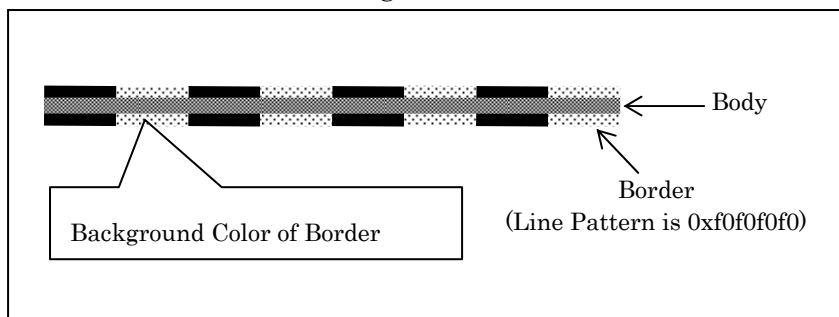 Body
Border
(Line Pattern is 0xf0f0f0f0)
Background Color of Border